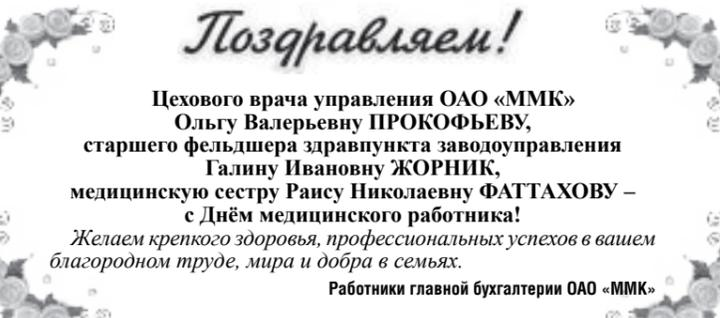 Поздравляем!
Цехового врача управления ОАО «ММК»
Ольгу Валерьевну ПРОКОФЬЕВУ,
старшего фельдшера здравпункта заводоуправления
Галину Ивановну ЖОРНИК,
медицинскую сестру Раису Николаевну ФАТТАХОВУ –
с Днём медицинского работника!
Желаем крепкого здоровья, профессиональных успехов в вашем
благородном труде, мира и добра в семьях.
Работники главной бухгалтерии ОАО «ММК»